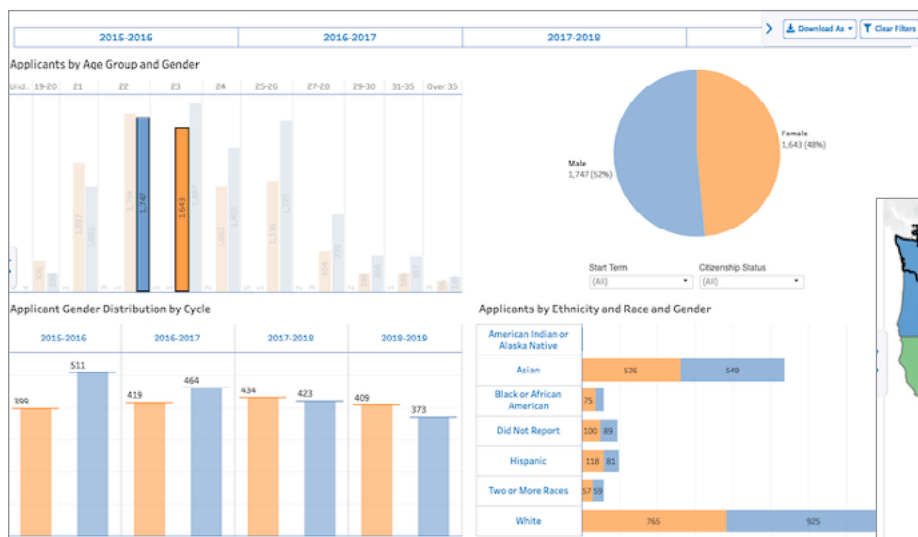 2015-2016 2016-2017 2017-2018
Download As Clear Filters
Applicants by Age Group and Gender
Und.. 19-20 21 22 23 24 25-26 27-28 29-30 31-35 Over 35
1,297
1,747
1,643
Female
1,643 (48%)
Male
1,747 (52%)
Start Term Citizenship Status
(All) (All)
Applicant Gender Distribution by Cycle
2015-2016 2016-2017 2017-2018 2018-2019
399 511 419 464 434 423 409 373
Applicants by Ethnicity and Race and Gender
American Indian or
Alaska Native
Asian 536 549
Black or African
American
75
Did Not Report 100 89
Hispanic 118 81
Two or More Races 57 59
White 765 925